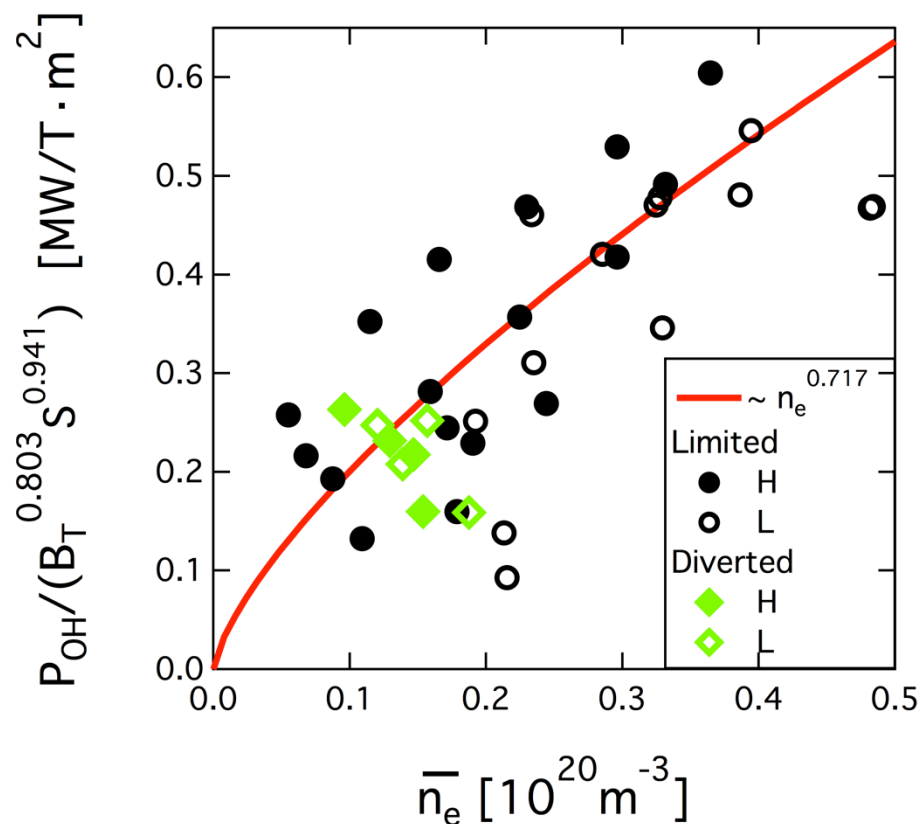 P_OH/(B_T^0.803 S^0.941) [MW/T·m^2]
0.6
0.5
0.4
0.3
0.2
0.1
0.0
~ n_e^0.717
Limited
H
L
Diverted
H
L
0.0 0.1 0.2 0.3 0.4 0.5
n̅_e [10^20 m^-3]